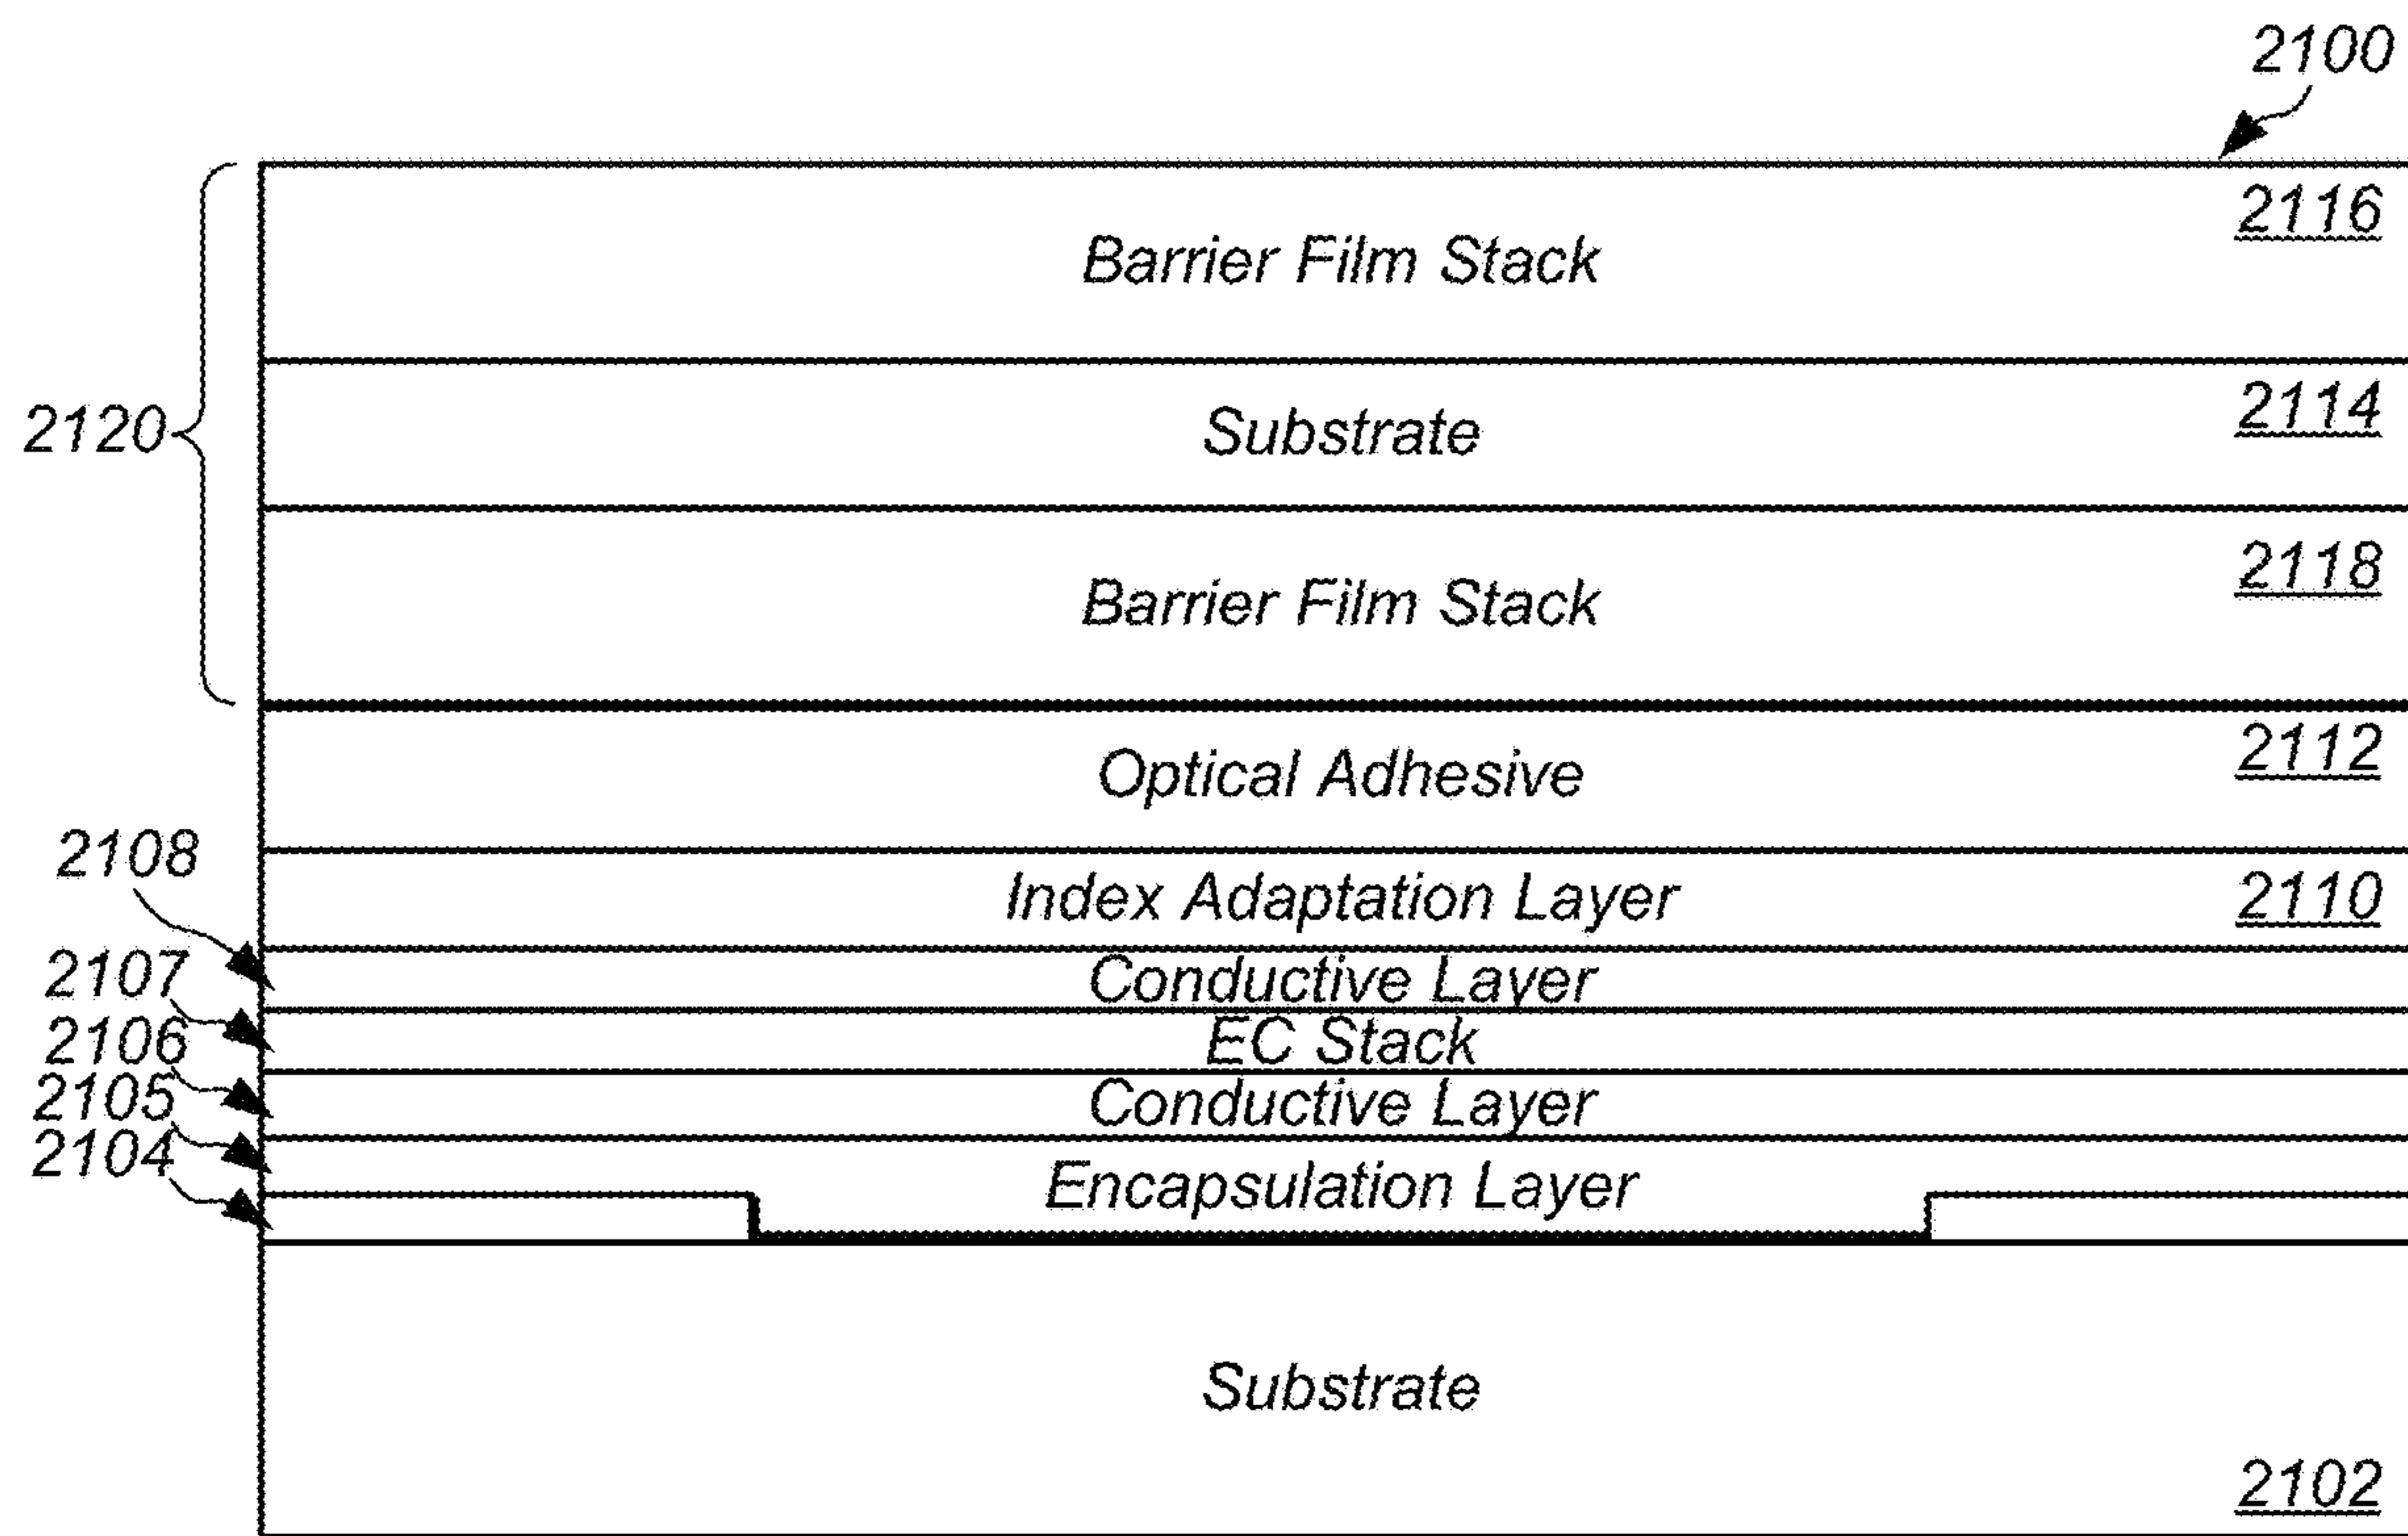 2100
2116
Barrier Film Stack
2114
2120
Substrate
2118
Barrier Film Stack
2112
Optical Adhesive
2108
2110
Index Adaptation Layer
2107
Conductive Layer
2106
EC Stack
2105
Conductive Layer
2104
Encapsulation Layer
Substrate
2102